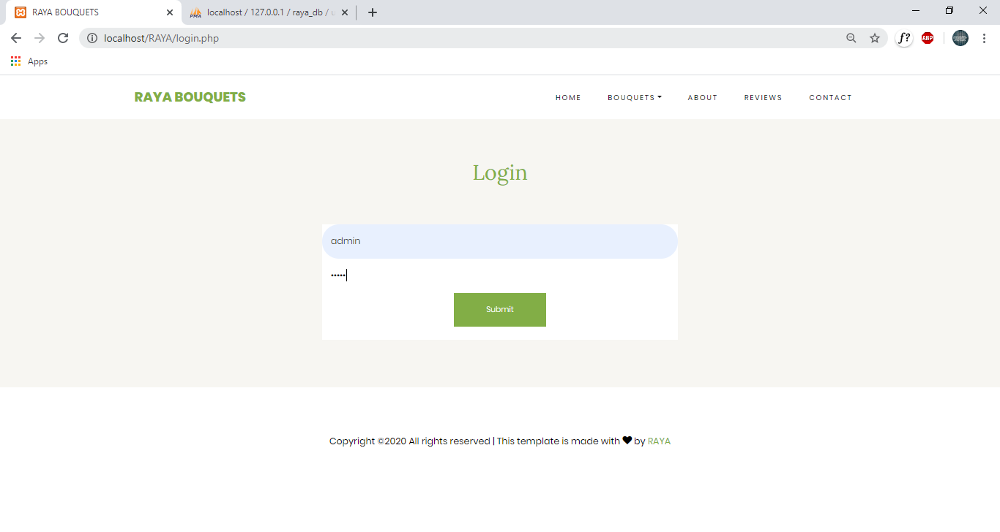 RAYA BOUQUETS
localhost / 127.0.0.1 / raya_db /
localhost/RAYA/login.php
f?
ABP
Apps
RAYA BOUQUETS
HOME BOUQUETS ABOUT REVIEWS CONTACT
Login
admin
•••••
Submit
Copyright ©2020 All rights reserved | This template is made with ♥ by RAYA